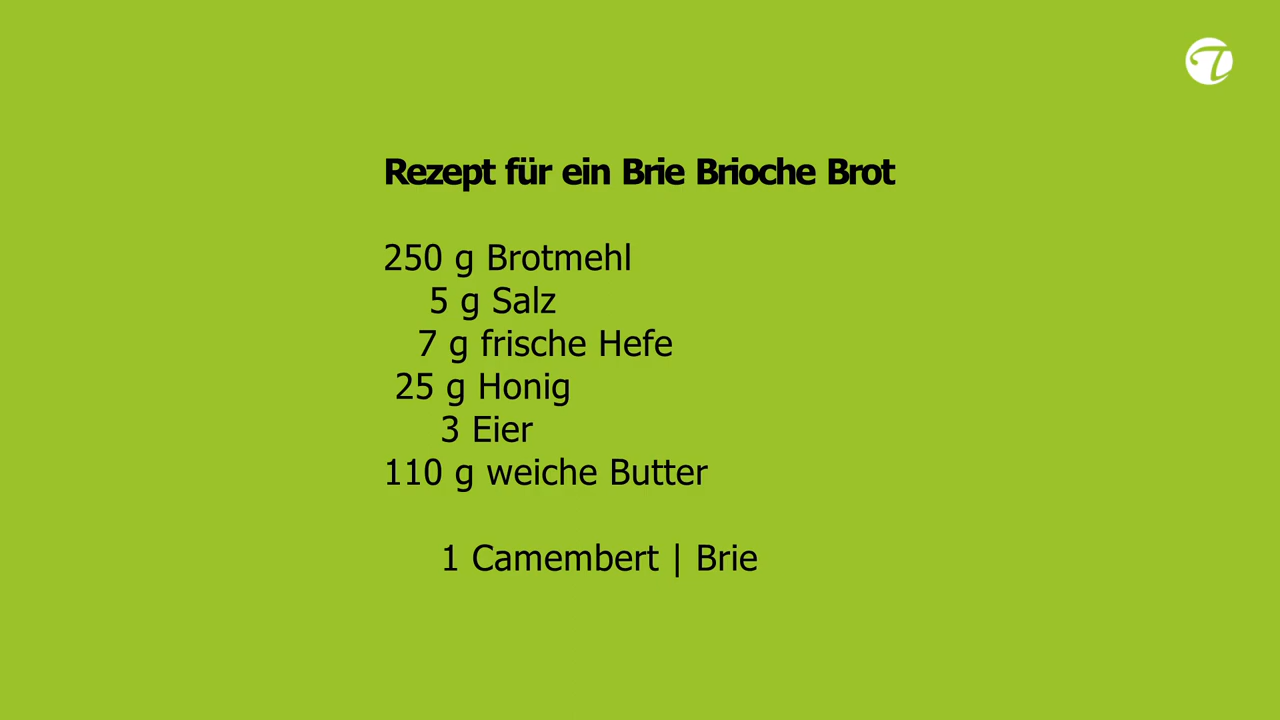 Rezept für ein Brie Brioche Brot
250 g Brotmehl
5 g Salz
7 g frische Hefe
25 g Honig
3 Eier
110 g weiche Butter
1 Camembert | Brie